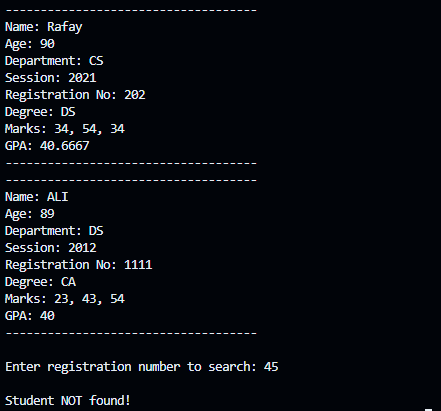 ------------------------------------
Name: Rafay
Age: 90
Department: CS
Session: 2021
Registration No: 202
Degree: DS
Marks: 34, 54, 34
GPA: 40.6667
------------------------------------
------------------------------------
Name: ALI
Age: 89
Department: DS
Session: 2012
Registration No: 1111
Degree: CA
Marks: 23, 43, 54
GPA: 40
------------------------------------
Enter registration number to search: 45
Student NOT found!